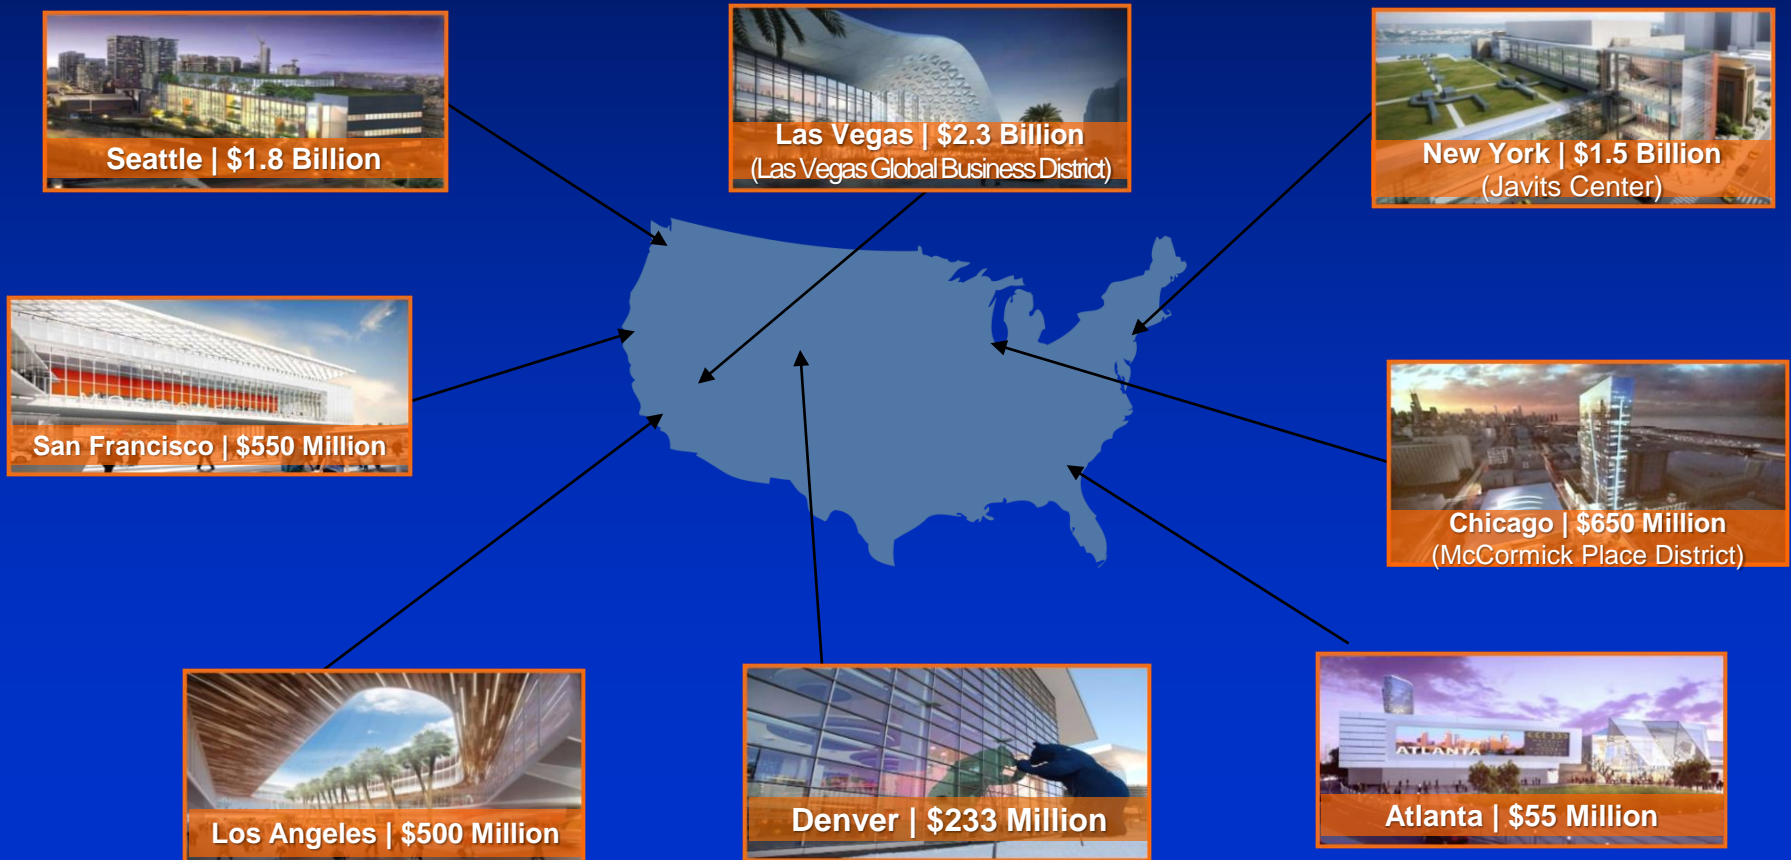 Seattle | $1.8 Billion
Las Vegas | $2.3 Billion
(Las Vegas Global Business District)
New York | $1.5 Billion
(Javits Center)
San Francisco | $550 Million
Chicago | $650 Million
(McCormick Place District)
Los Angeles | $500 Million
Denver | $233 Million
ATLANTA
Atlanta | $55 Million